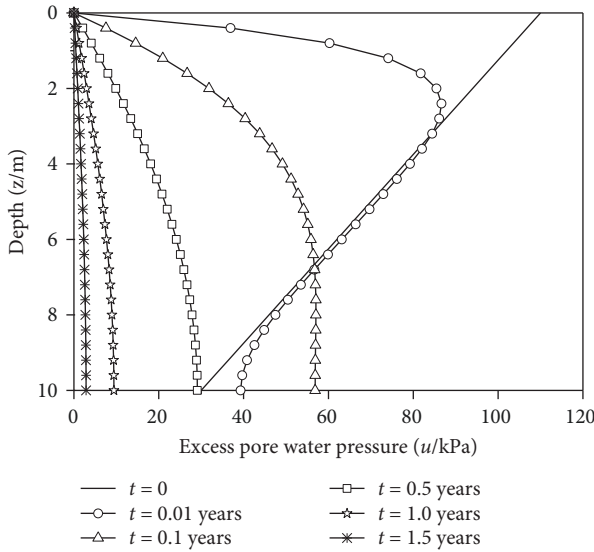 0
2
4
6
8
10
Depth (z/m)
0 20 40 60 80 100 120
Excess pore water pressure (u/kPa)
t = 0 t = 0.5 years
t = 0.01 years t = 1.0 years
t = 0.1 years t = 1.5 years